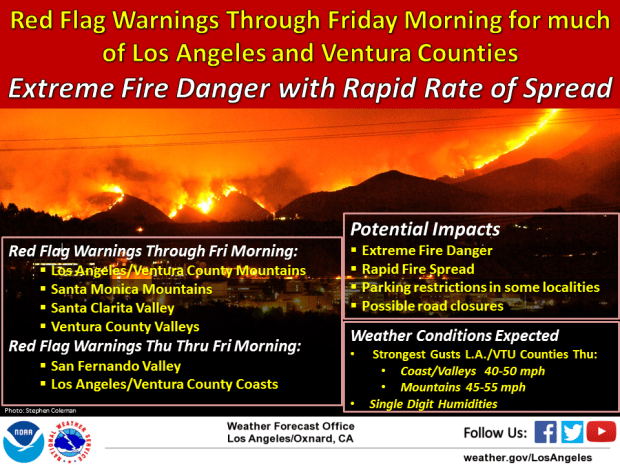 Red Flag Warnings Through Friday Morning for much
of Los Angeles and Ventura Counties
Extreme Fire Danger with Rapid Rate of Spread
Red Flag Warnings Through Fri Morning:
▪ Los Angeles/Ventura County Mountains
▪ Santa Monica Mountains
▪ Santa Clarita Valley
▪ Ventura County Valleys
Red Flag Warnings Thu Thru Fri Morning:
▪ San Fernando Valley
▪ Los Angeles/Ventura County Coasts
Potential Impacts
▪ Extreme Fire Danger
▪ Rapid Fire Spread
▪ Parking restrictions in some localities
▪ Possible road closures
Weather Conditions Expected
• Strongest Gusts L.A./VTU Counties Thu:
• Coast/Valleys 40-50 mph
• Mountains 45-55 mph
• Single Digit Humidities
Photo: Stephen Coleman
NOAA
NATIONAL WEATHER SERVICE
Weather Forecast Office
Los Angeles/Oxnard, CA
Follow Us:
You
Tube
weather.gov/LosAngeles